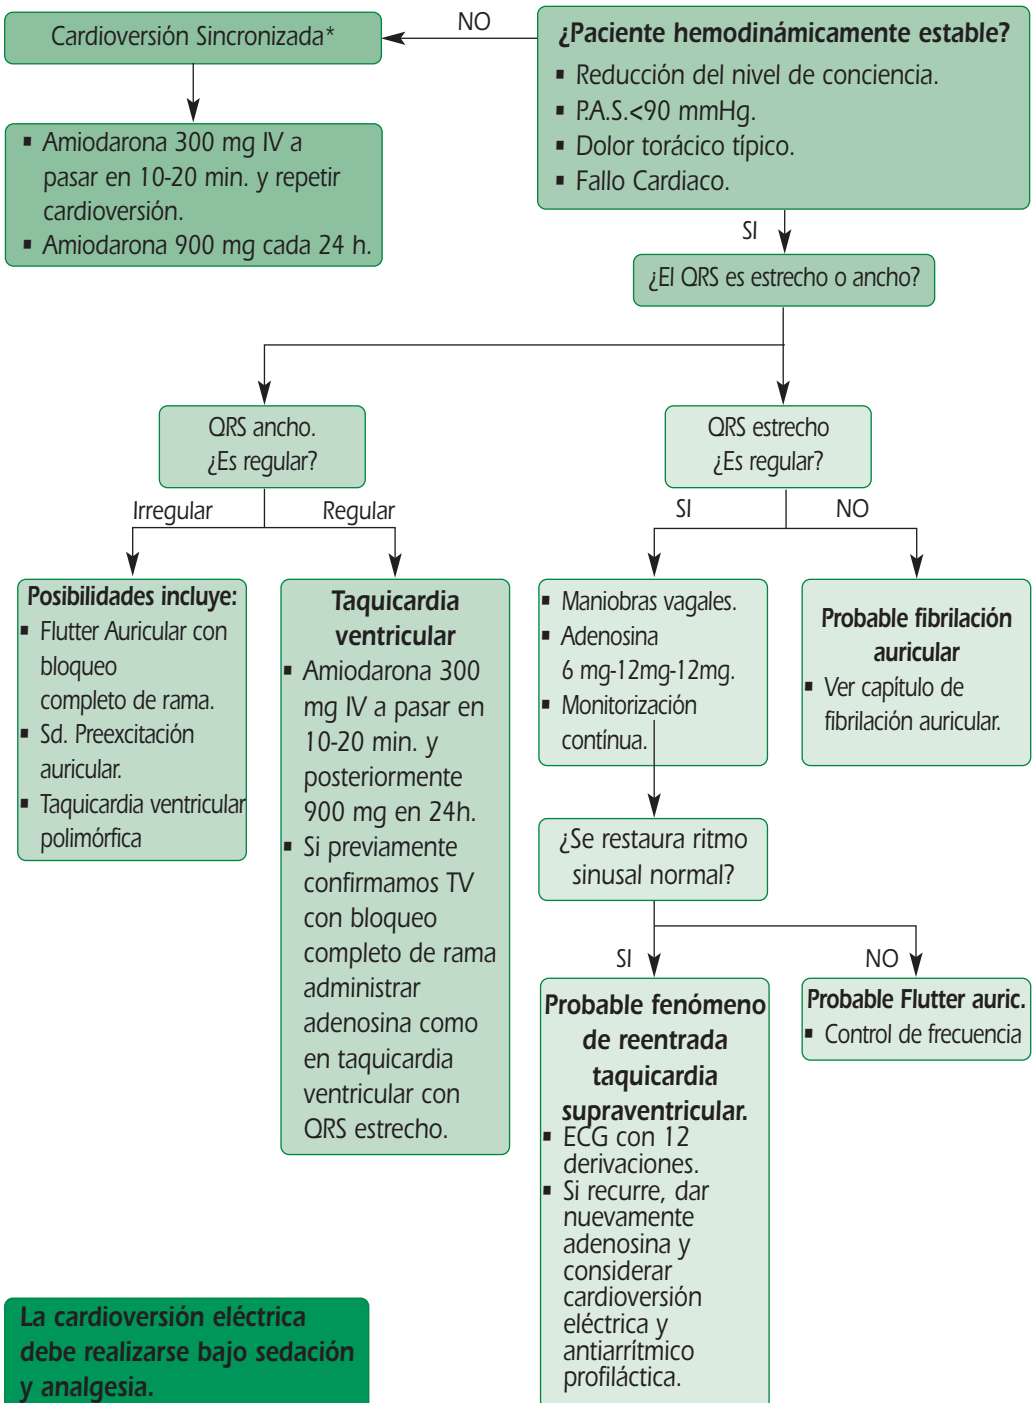 Cardioversión Sincronizada*
NO
¿Paciente hemodinámicamente estable?
▪ Reducción del nivel de conciencia.
▪ P.A.S.<90 mmHg.
▪ Dolor torácico típico.
▪ Fallo Cardiaco.
▪ Amiodarona 300 mg IV a
pasar en 10-20 min. y repetir
cardioversión.
▪ Amiodarona 900 mg cada 24 h.
SI
¿El QRS es estrecho o ancho?
QRS ancho.
¿Es regular?
QRS estrecho
¿Es regular?
Irregular
Regular
SI
NO
Posibilidades incluye:
▪ Flutter Auricular con
bloqueo
completo de rama.
▪ Sd. Preexcitación
auricular.
▪ Taquicardia ventricular
polimórfica
Taquicardia
ventricular
▪ Amiodarona 300
mg IV a pasar en
10-20 min. y
posteriormente
900 mg en 24h.
▪ Si previamente
confirmamos TV
con bloqueo
completo de rama
administrar
adenosina como
en taquicardia
ventricular con
QRS estrecho.
▪ Maniobras vagales.
▪ Adenosina
6 mg-12mg-12mg.
▪ Monitorización
contínua.
Probable fibrilación
auricular
▪ Ver capítulo de
fibrilación auricular.
¿Se restaura ritmo
sinusal normal?
SI
NO
Probable fenómeno
de reentrada
taquicardia
supraventricular.
▪ ECG con 12
derivaciones.
▪ Si recurre, dar
nuevamente
adenosina y
considerar
cardioversión
eléctrica y
antiarrítmico
profiláctica.
Probable Flutter auric.
▪ Control de frecuencia
La cardioversión eléctrica
debe realizarse bajo sedación
y analgesia.